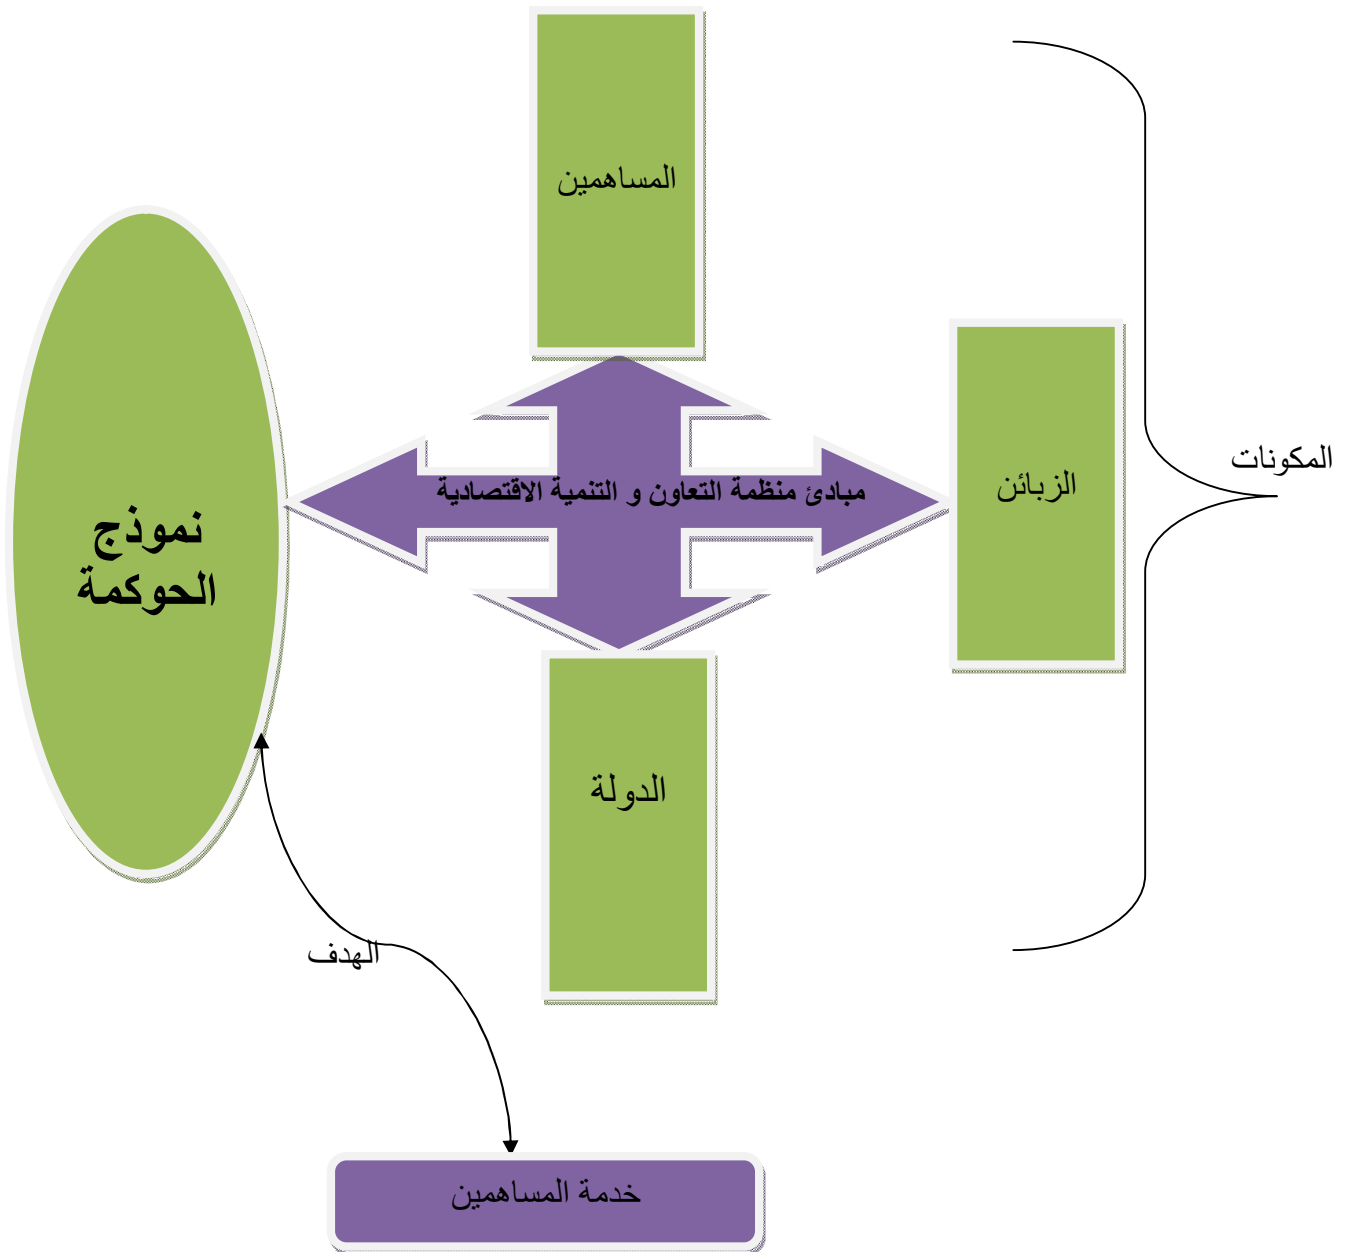 المساهمين
المكونات
الزبائن
مبادئ منظمة التعاون و التنمية الاقتصادية
نموذج
الحوكمة
الدولة
الهدف
خدمة المساهمين